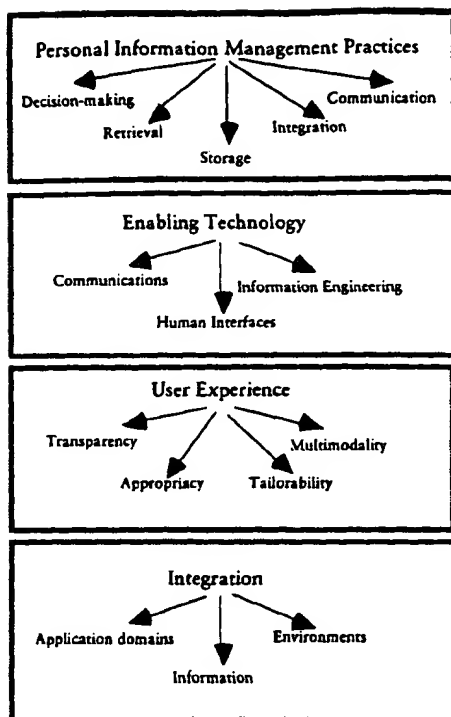 Personal Information Management Practices
Decision-making
Communication
Retrieval
Integration
Storage
Enabling Technology
Communications
Information Engineering
Human Interfaces
User Experience
Transparency
Multimodality
Appropriacy
Tailorability
Integration
Application domains
Environments
Information